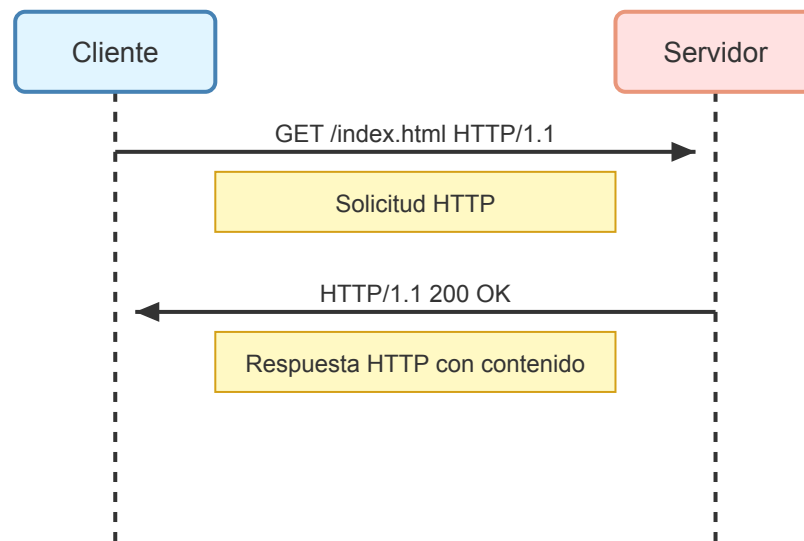 Cliente
Servidor
GET /index.html HTTP/1.1
Solicitud HTTP
HTTP/1.1 200 OK
Respuesta HTTP con contenido